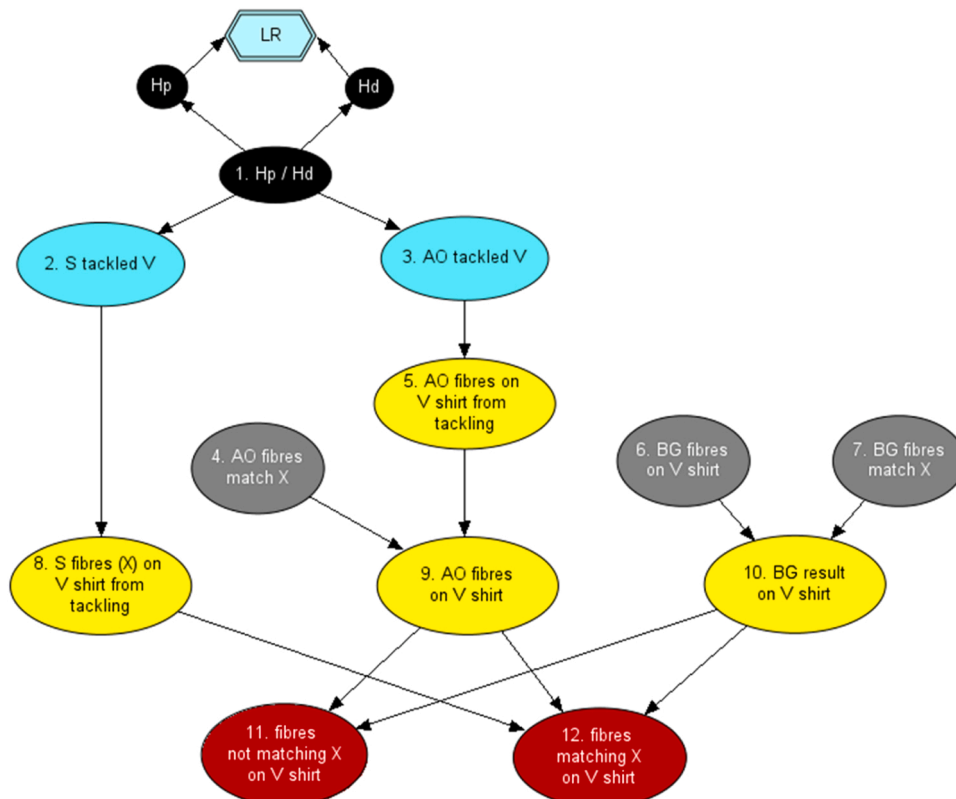 LR
Hp
Hd
1. Hp / Hd
2. S tackled V
3. AO tackled V
5. AO fibres on
V shirt from
tackling
4. AO fibres
match X
6. BG fibres
on V shirt
7. BG fibres
match X
8. S fibres (X) on
V shirt from
tackling
9. AO fibres
on V shirt
10. BG result
on V shirt
11. fibres
not matching X
on V shirt
12. fibres
matching X
on V shirt